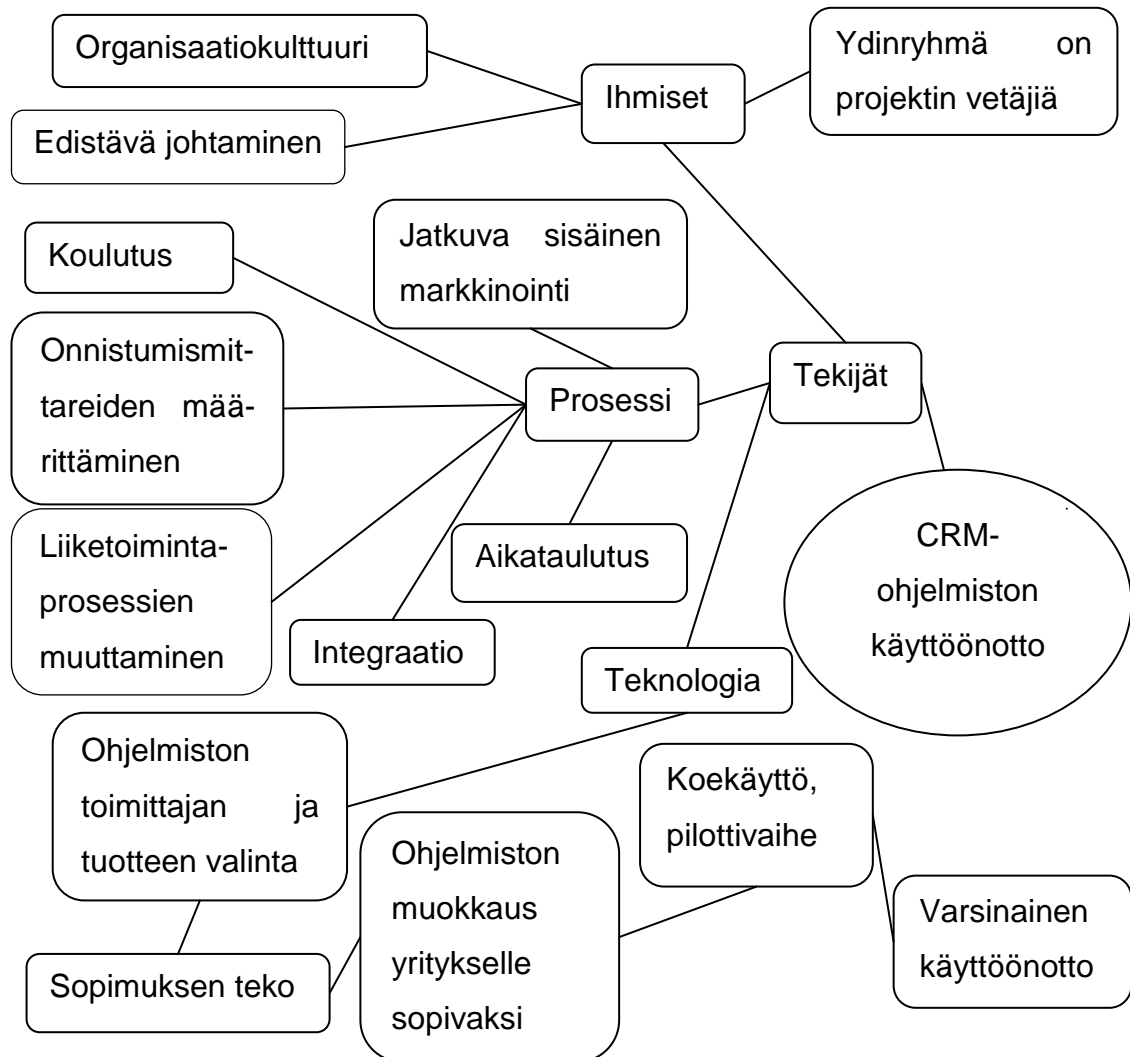 Organisaatiokulttuuri
Ihmiset
Ydinryhmä on
projektin vetäjiä
Edistävä johtaminen
Jatkuva sisäinen
markkinointi
Koulutus
Onnistumismit-
tareiden mää-
rittäminen
Prosessi
Tekijät
Liiketoiminta-
prosessien
muuttaminen
Aikataulutus
Integraatio
CRM-
ohjelmiston
käyttöönotto
Teknologia
Ohjelmiston
toimittajan ja
tuotteen valinta
Koekäyttö,
pilottivaihe
Ohjelmiston
muokkaus
yritykselle
sopivaksi
Sopimuksen teko
Varsinainen
käyttöönotto